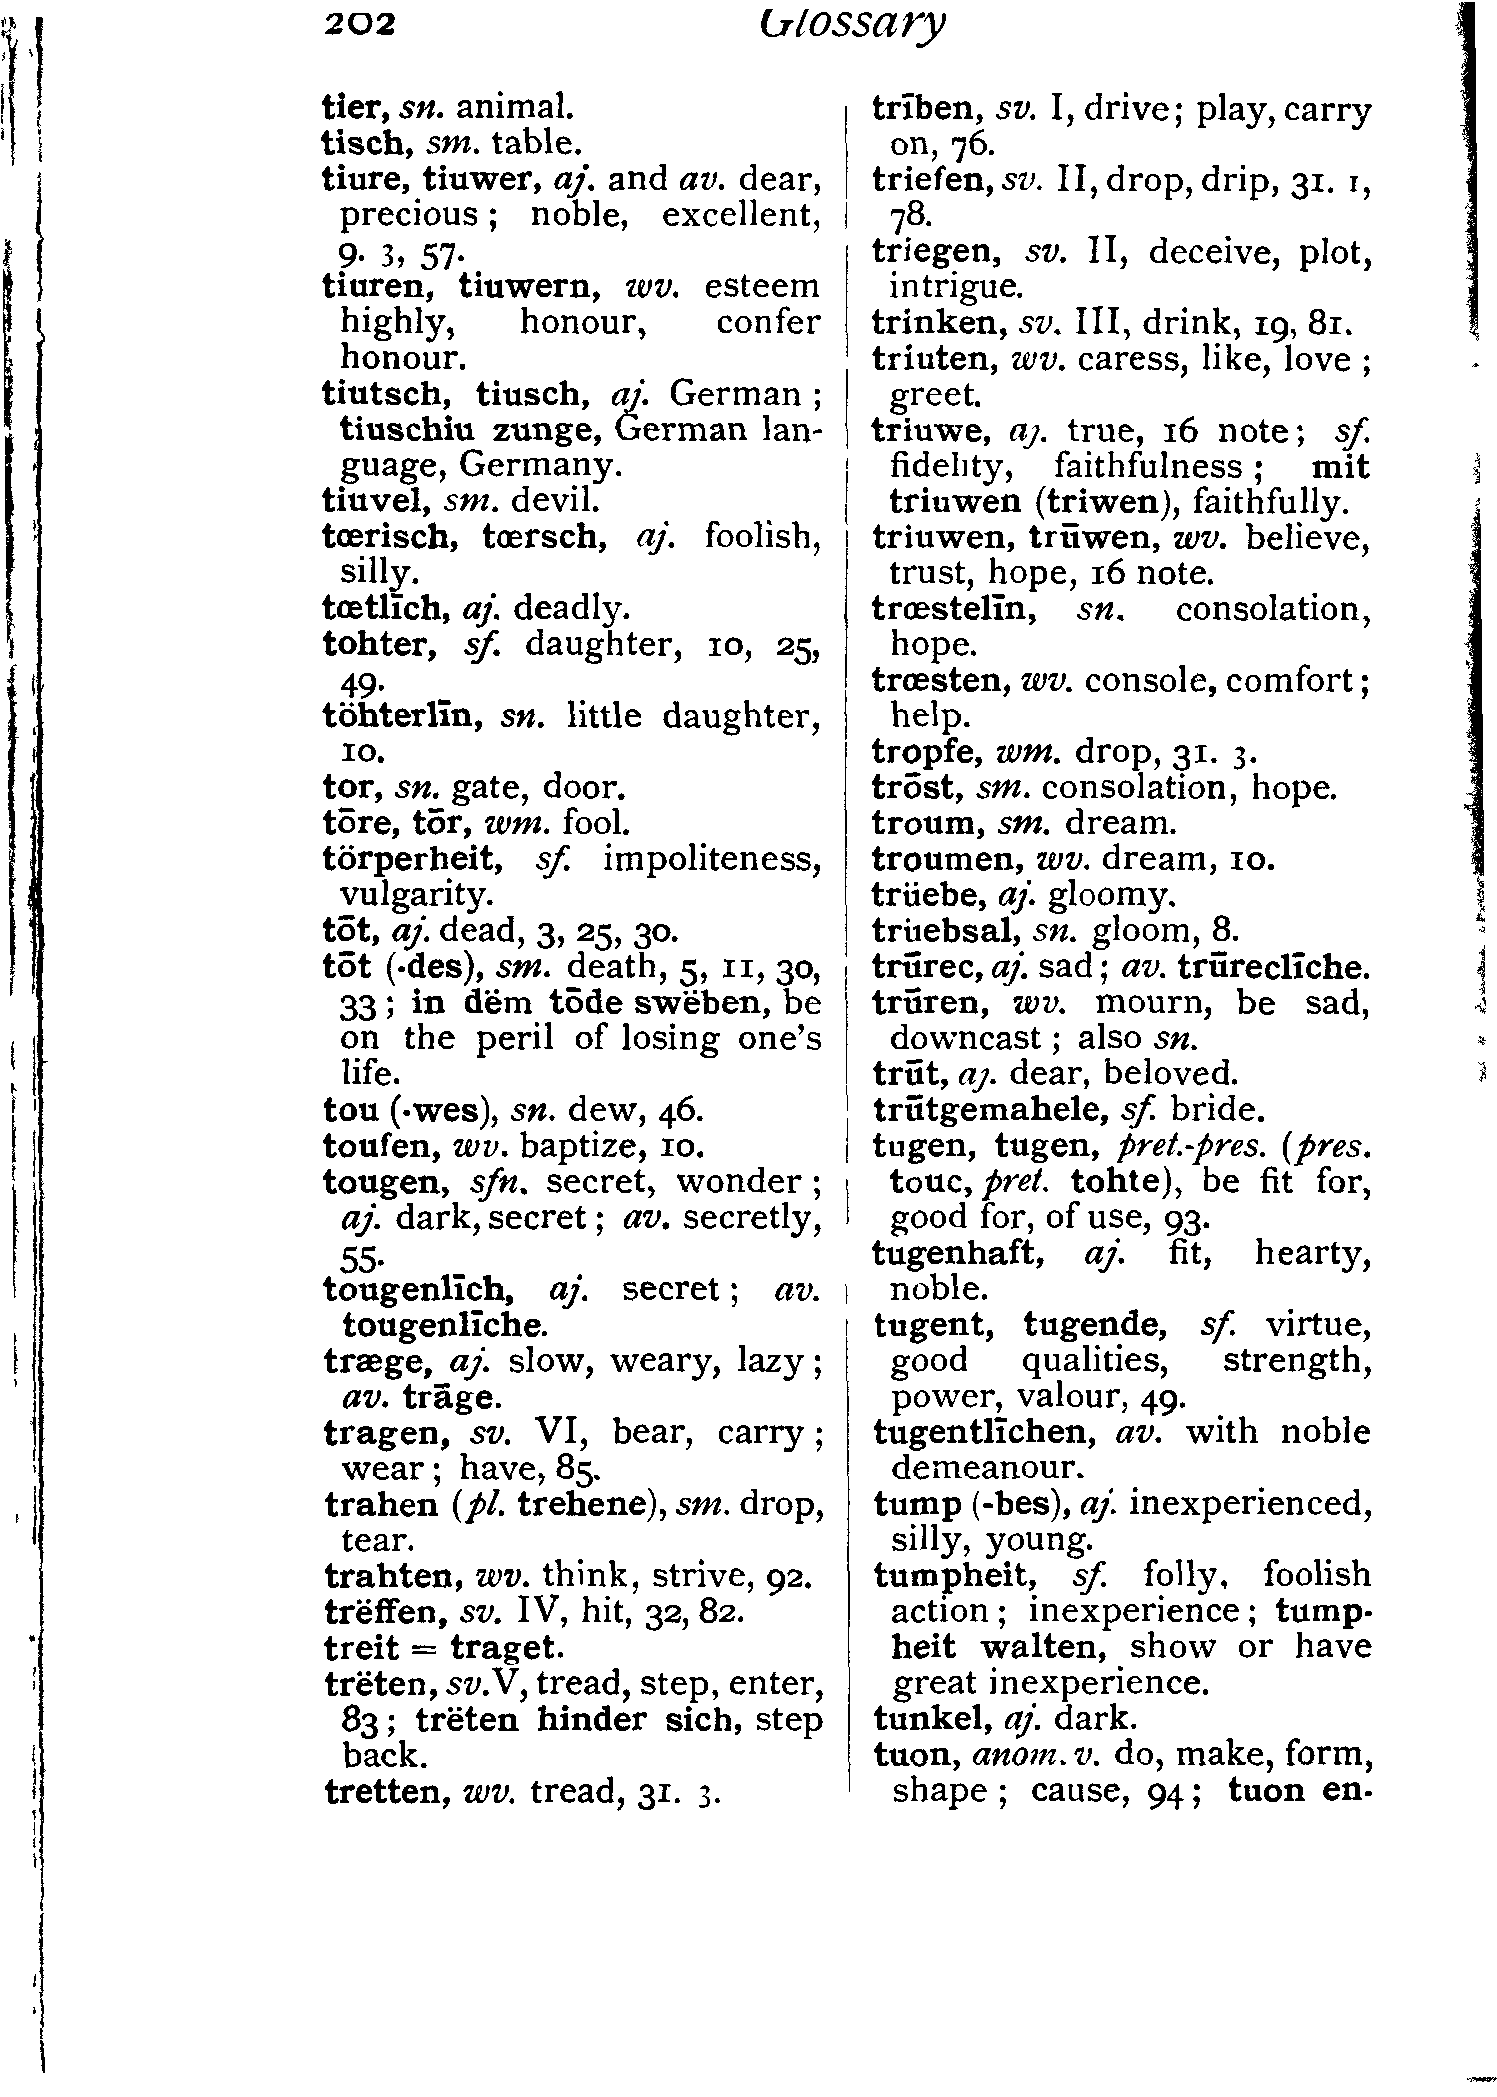 202
Glossary
tier, sn. animal.
tisch, sm. table.
tiure, tiuwer, aj. and av. dear,
precious; noble, excellent,
9. 3, 57.
tiuren, tiuwern, wv. esteem
highly, honour, confer
honour.
tiutsch, tiusch, aj. German;
tiuschiu zunge, German lan-
guage, Germany.
tiuvel, sm. devil.
tœrisch, tœrsch, aj. foolish,
silly.
tœtlīch, aj. deadly.
tohter, sf. daughter, 10, 25,
49.
töhterlīn, sn. little daughter,
10.
tor, sn. gate, door.
tōre, tōr, wm. fool.
törperheit, sf. impoliteness,
vulgarity.
tōt, aj. dead, 3, 25, 30.
tōt (-des), sm. death, 5, 11, 30,
33; in dëm tōde swëben, be
on the peril of losing one's
life.
tou (-wes), sn. dew, 46.
toufen, wv. baptize, 10.
tougen, sfn. secret, wonder;
aj. dark, secret; av. secretly,
55.
tougenlīch, aj. secret; av.
tougenlīche.
træge, aj. slow, weary, lazy;
av. trāge.
tragen, sv. VI, bear, carry;
wear; have, 85.
trahen (pl. trehene), sm. drop,
tear.
trahten, wv. think, strive, 92.
trëffen, sv. IV, hit, 32, 82.
treit = traget.
trëten, sv. V, tread, step, enter,
83; trëten hinder sich, step
back.
tretten, wv. tread, 31. 3.
trīben, sv. I, drive; play, carry
on, 76.
triefen, sv. II, drop, drip, 31. 1,
78.
triegen, sv. II, deceive, plot,
intrigue.
trinken, sv. III, drink, 19, 81.
triuten, wv. caress, like, love;
greet.
triuwe, aj. true, 16 note; sf.
fidelity, faithfulness; mit
triuwen (triwen), faithfully.
triuwen, trūwen, wv. believe,
trust, hope, 16 note.
trœstelīn, sn. consolation,
hope.
trœsten, wv. console, comfort;
help.
tropfe, wm. drop, 31. 3.
trōst, sm. consolation, hope.
troum, sm. dream.
troumen, wv. dream, 10.
trüebe, aj. gloomy.
trüebsal, sn. gloom, 8.
trūrec, aj. sad; av. trūreclīche.
trūren, wv. mourn, be sad,
downcast; also sn.
trūt, aj. dear, beloved.
trūtgemahele, sf. bride.
tugen, tugen, pret.-pres. (pres.
touc, pret. tohte), be fit for,
good for, of use, 93.
tugenhaft, aj. fit, hearty,
noble.
tugent, tugende, sf. virtue,
good qualities, strength,
power, valour, 49.
tugentlīchen, av. with noble
demeanour.
tump (-bes), aj. inexperienced,
silly, young.
tumpheit, sf. folly, foolish
action; inexperience; tump-
heit walten, show or have
great inexperience.
tunkel, aj. dark.
tuon, anom. v. do, make, form,
shape; cause, 94; tuon en-